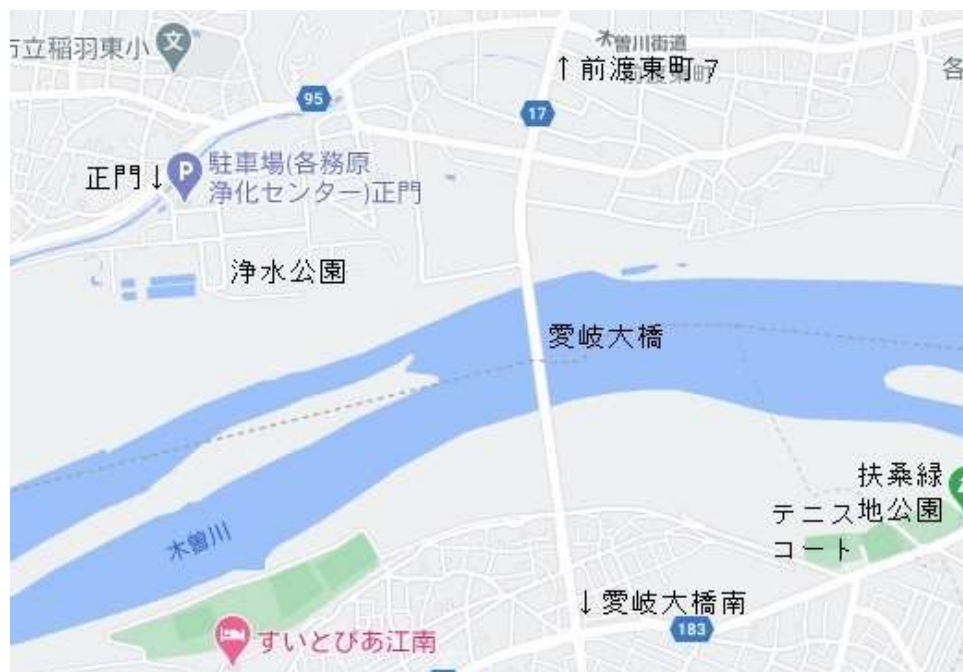 市立稲羽東小
文
木曽川街道
↑前渡東町7
各
95
17
正門↓
P
駐車場(各務原
浄化センター)正門
浄水公園
愛岐大橋
扶桑緑
地公園
テニス
コート
木曽川
↓愛岐大橋南
183
すいとぴあ江南